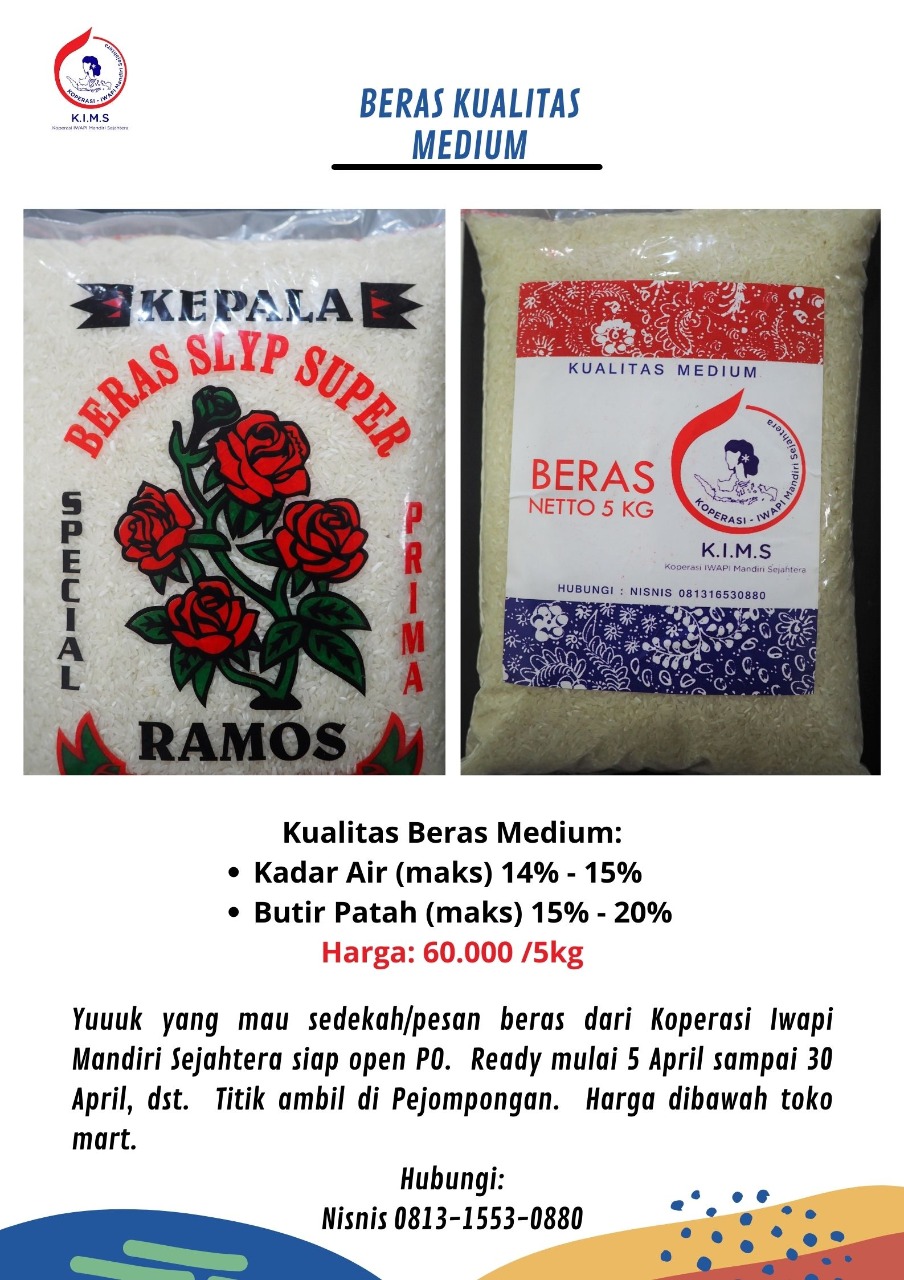 KOPERASI - IWAPI Mandiri Sejahtera
K.I.M.S
Koperasi IWAPI Mandiri Sejahtera
BERAS KUALITAS
MEDIUM
KEPALA
BERAS SLYP SUPER
SPECIAL
PRIMA
RAMOS
KUALITAS MEDIUM
BERAS
NETTO 5 KG
KOPERASI - IWAPI Mandiri Sejahtera
K.I.M.S
Koperasi IWAPI Mandiri Sejahtera
HUBUNGI : NISNIS 081316530880
Kualitas Beras Medium:
• Kadar Air (maks) 14% - 15%
• Butir Patah (maks) 15% - 20%
Harga: 60.000 /5kg
Yuuuk yang mau sedekah/pesan beras dari Koperasi Iwapi
Mandiri Sejahtera siap open PO. Ready mulai 5 April sampai 30
April, dst. Titik ambil di Pejompongan. Harga dibawah toko
mart.
Hubungi:
Nisnis 0813-1553-0880